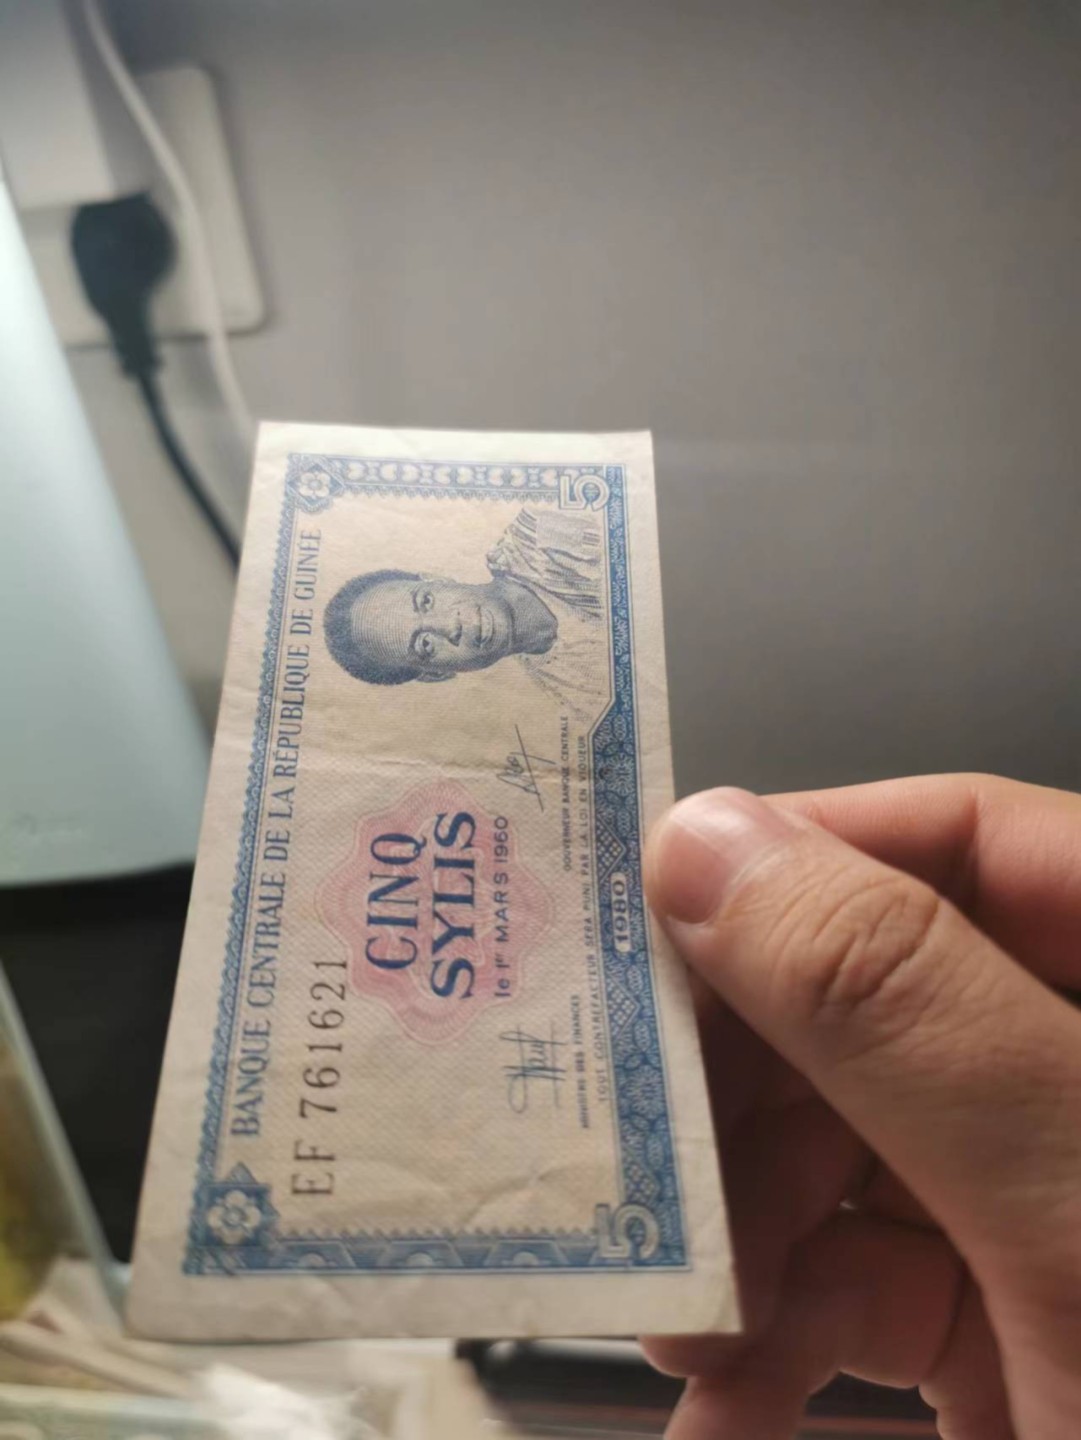 BANQUE CENTRALE DE LA RÉPUBLIQUE DE GUINÉE
EF 761621
CINQ
SYLIS
le 1er MARS 1960
GOUVERNEUR BANQUE CENTRALE
MINISTRE DES FINANCES
TOUT CONTREFACTEUR SERA PUNI PAR LA LOI EN VIGUEUR
1980
5
5